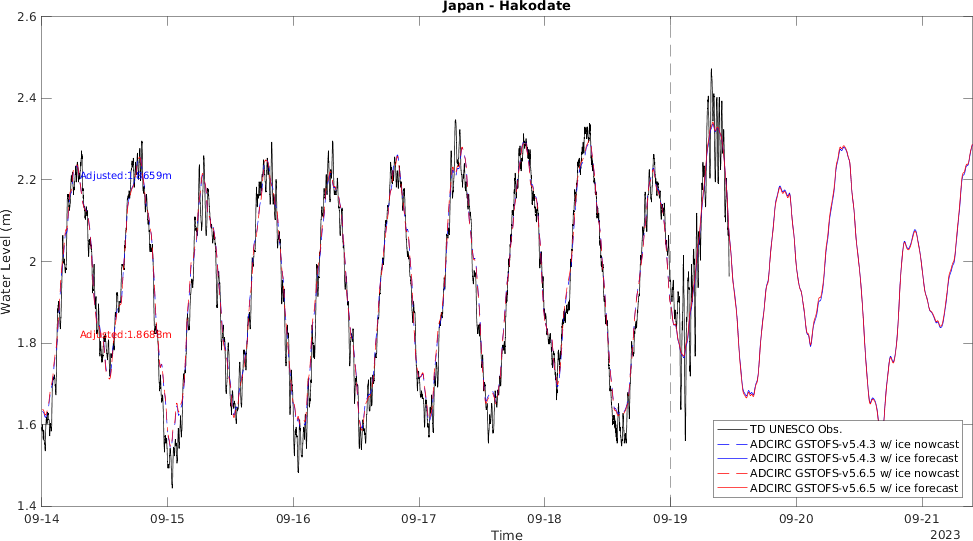 Japan - Hakodate
2.6
2.4
2.2
2
1.8
1.6
1.4
Water Level (m)
Adjusted:1.8659m
Adjusted:1.8683m
TD UNESCO Obs.
ADCIRC GSTOFS-v5.4.3 w/ ice nowcast
ADCIRC GSTOFS-v5.4.3 w/ ice forecast
ADCIRC GSTOFS-v5.6.5 w/ ice nowcast
ADCIRC GSTOFS-v5.6.5 w/ ice forecast
09-14 09-15 09-16 09-17 09-18 09-19 09-20 09-21
Time
2023